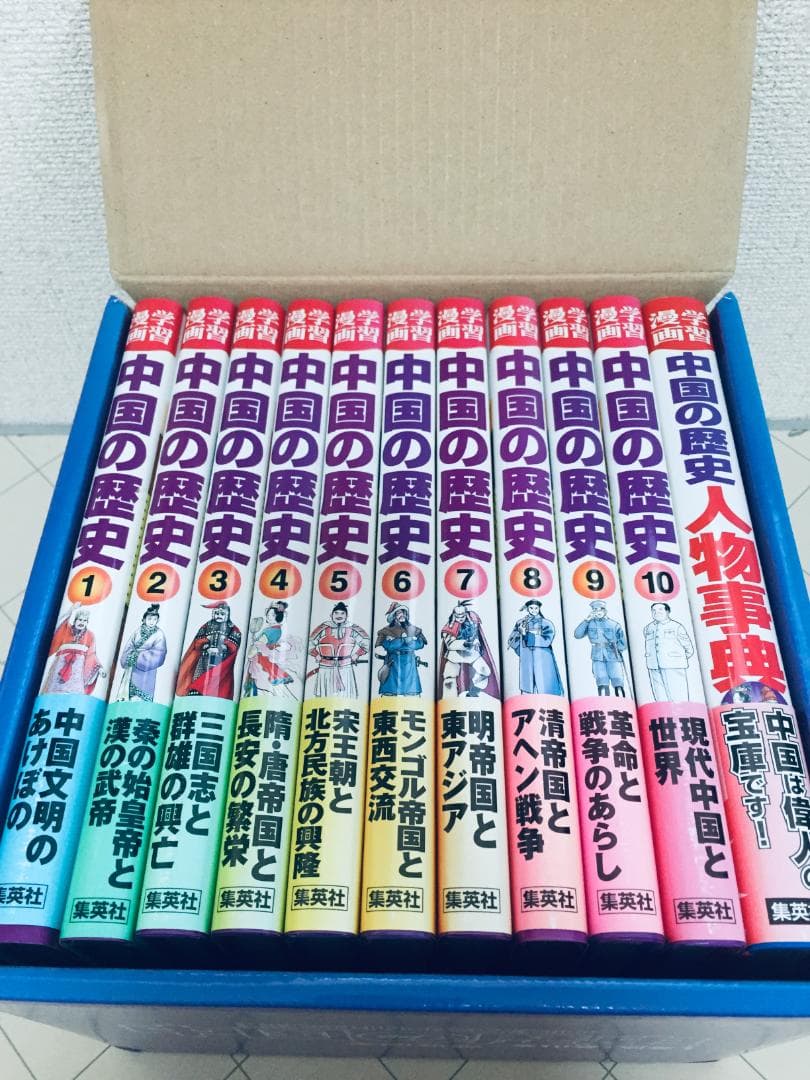 学習
漫画
中国の歴史
1
中国文明の
あけぼの
集英社
学習
漫画
中国の歴史
2
秦の始皇帝と
漢の武帝
集英社
学習
漫画
中国の歴史
3
三国志と
群雄の興亡
集英社
学習
漫画
中国の歴史
4
隋・唐帝国と
長安の繁栄
集英社
学習
漫画
中国の歴史
5
宋王朝と
北方民族の興隆
集英社
学習
漫画
中国の歴史
6
モンゴル帝国と
東西交流
集英社
学習
漫画
中国の歴史
7
明帝国と
東アジア
集英社
学習
漫画
中国の歴史
8
清帝国と
アヘン戦争
集英社
学習
漫画
中国の歴史
9
革命と
戦争のあらし
集英社
学習
漫画
中国の歴史
10
現代中国と
世界
集英社
学習
漫画
中国の歴史
人物事典
中国は偉人の
宝庫です!
集英社